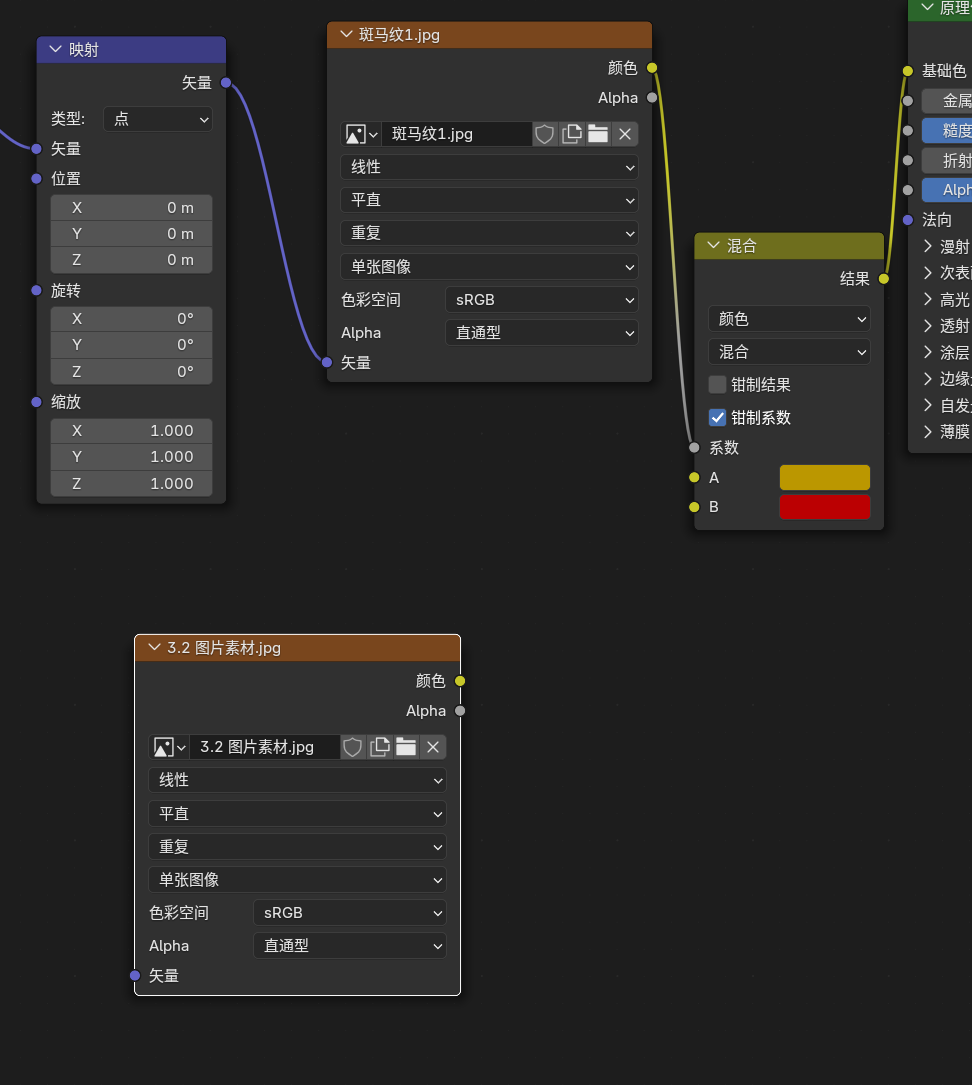 映射
矢量
类型:
点
矢量
位置
X 0 m
Y 0 m
Z 0 m
旋转
X 0°
Y 0°
Z 0°
缩放
X 1.000
Y 1.000
Z 1.000
斑马纹1.jpg
颜色
Alpha
斑马纹1.jpg
线性
平直
重复
单张图像
色彩空间 sRGB
Alpha 直通型
矢量
混合
结果
颜色
混合
钳制结果
钳制系数
系数
A
B
原理
基础色
金属
糙度
折射
Alph
法向
漫射
次表
高光
透射
涂层
边缘
自发
薄膜
3.2 图片素材.jpg
颜色
Alpha
3.2 图片素材.jpg
线性
平直
重复
单张图像
色彩空间 sRGB
Alpha 直通型
矢量